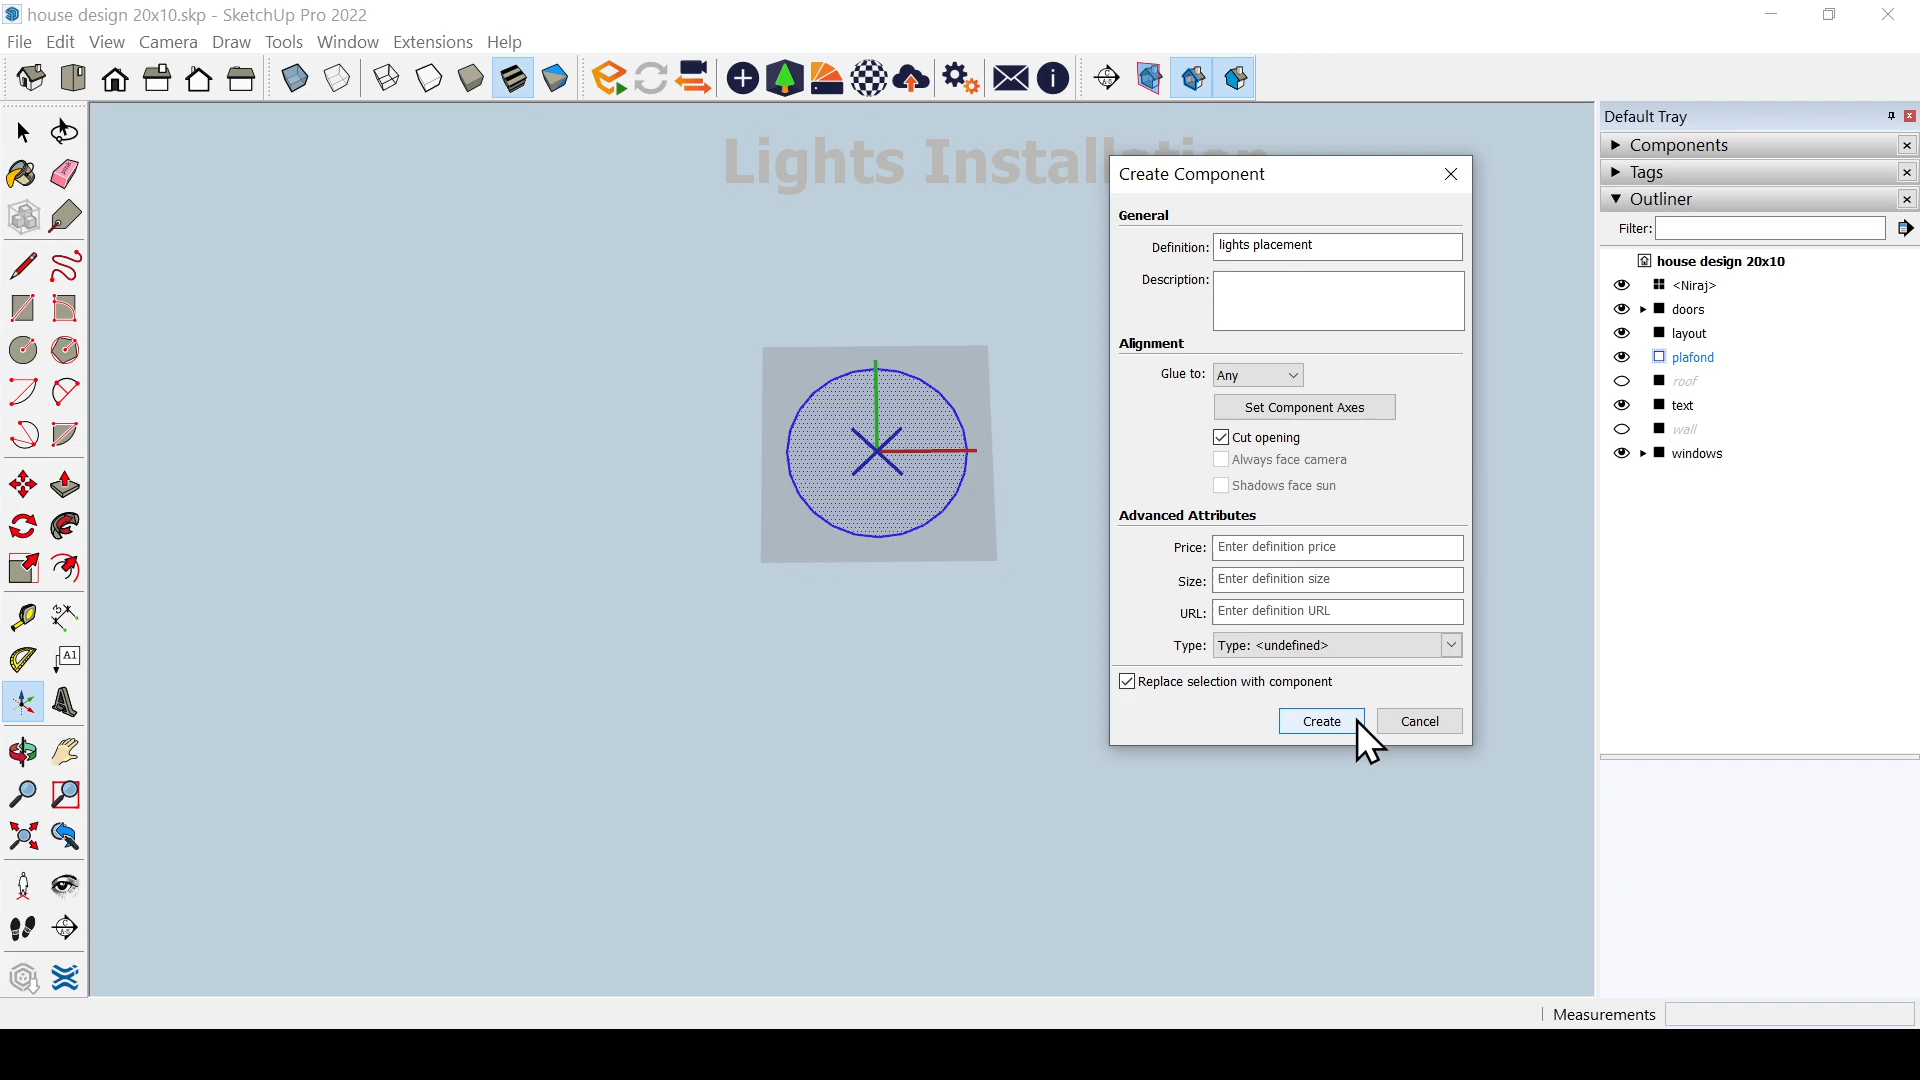 house design 20x10.skp - SketchUp Pro 2022
File Edit View Camera Draw Tools Window Extensions Help
Default Tray
Components
Tags
Outliner
Filter:
house design 20x10
<Niraj>
doors
layout
plafond
roof
text
wall
windows
Lights Installation
Create Component
General
Definition: lights placement
Description:
Alignment
Glue to: Any
Set Component Axes
Cut opening
Always face camera
Shadows face sun
Advanced Attributes
Price: Enter definition price
Size: Enter definition size
URL: Enter definition URL
Type: Type: <undefined>
Replace selection with component
Create Cancel
A1
Measurements